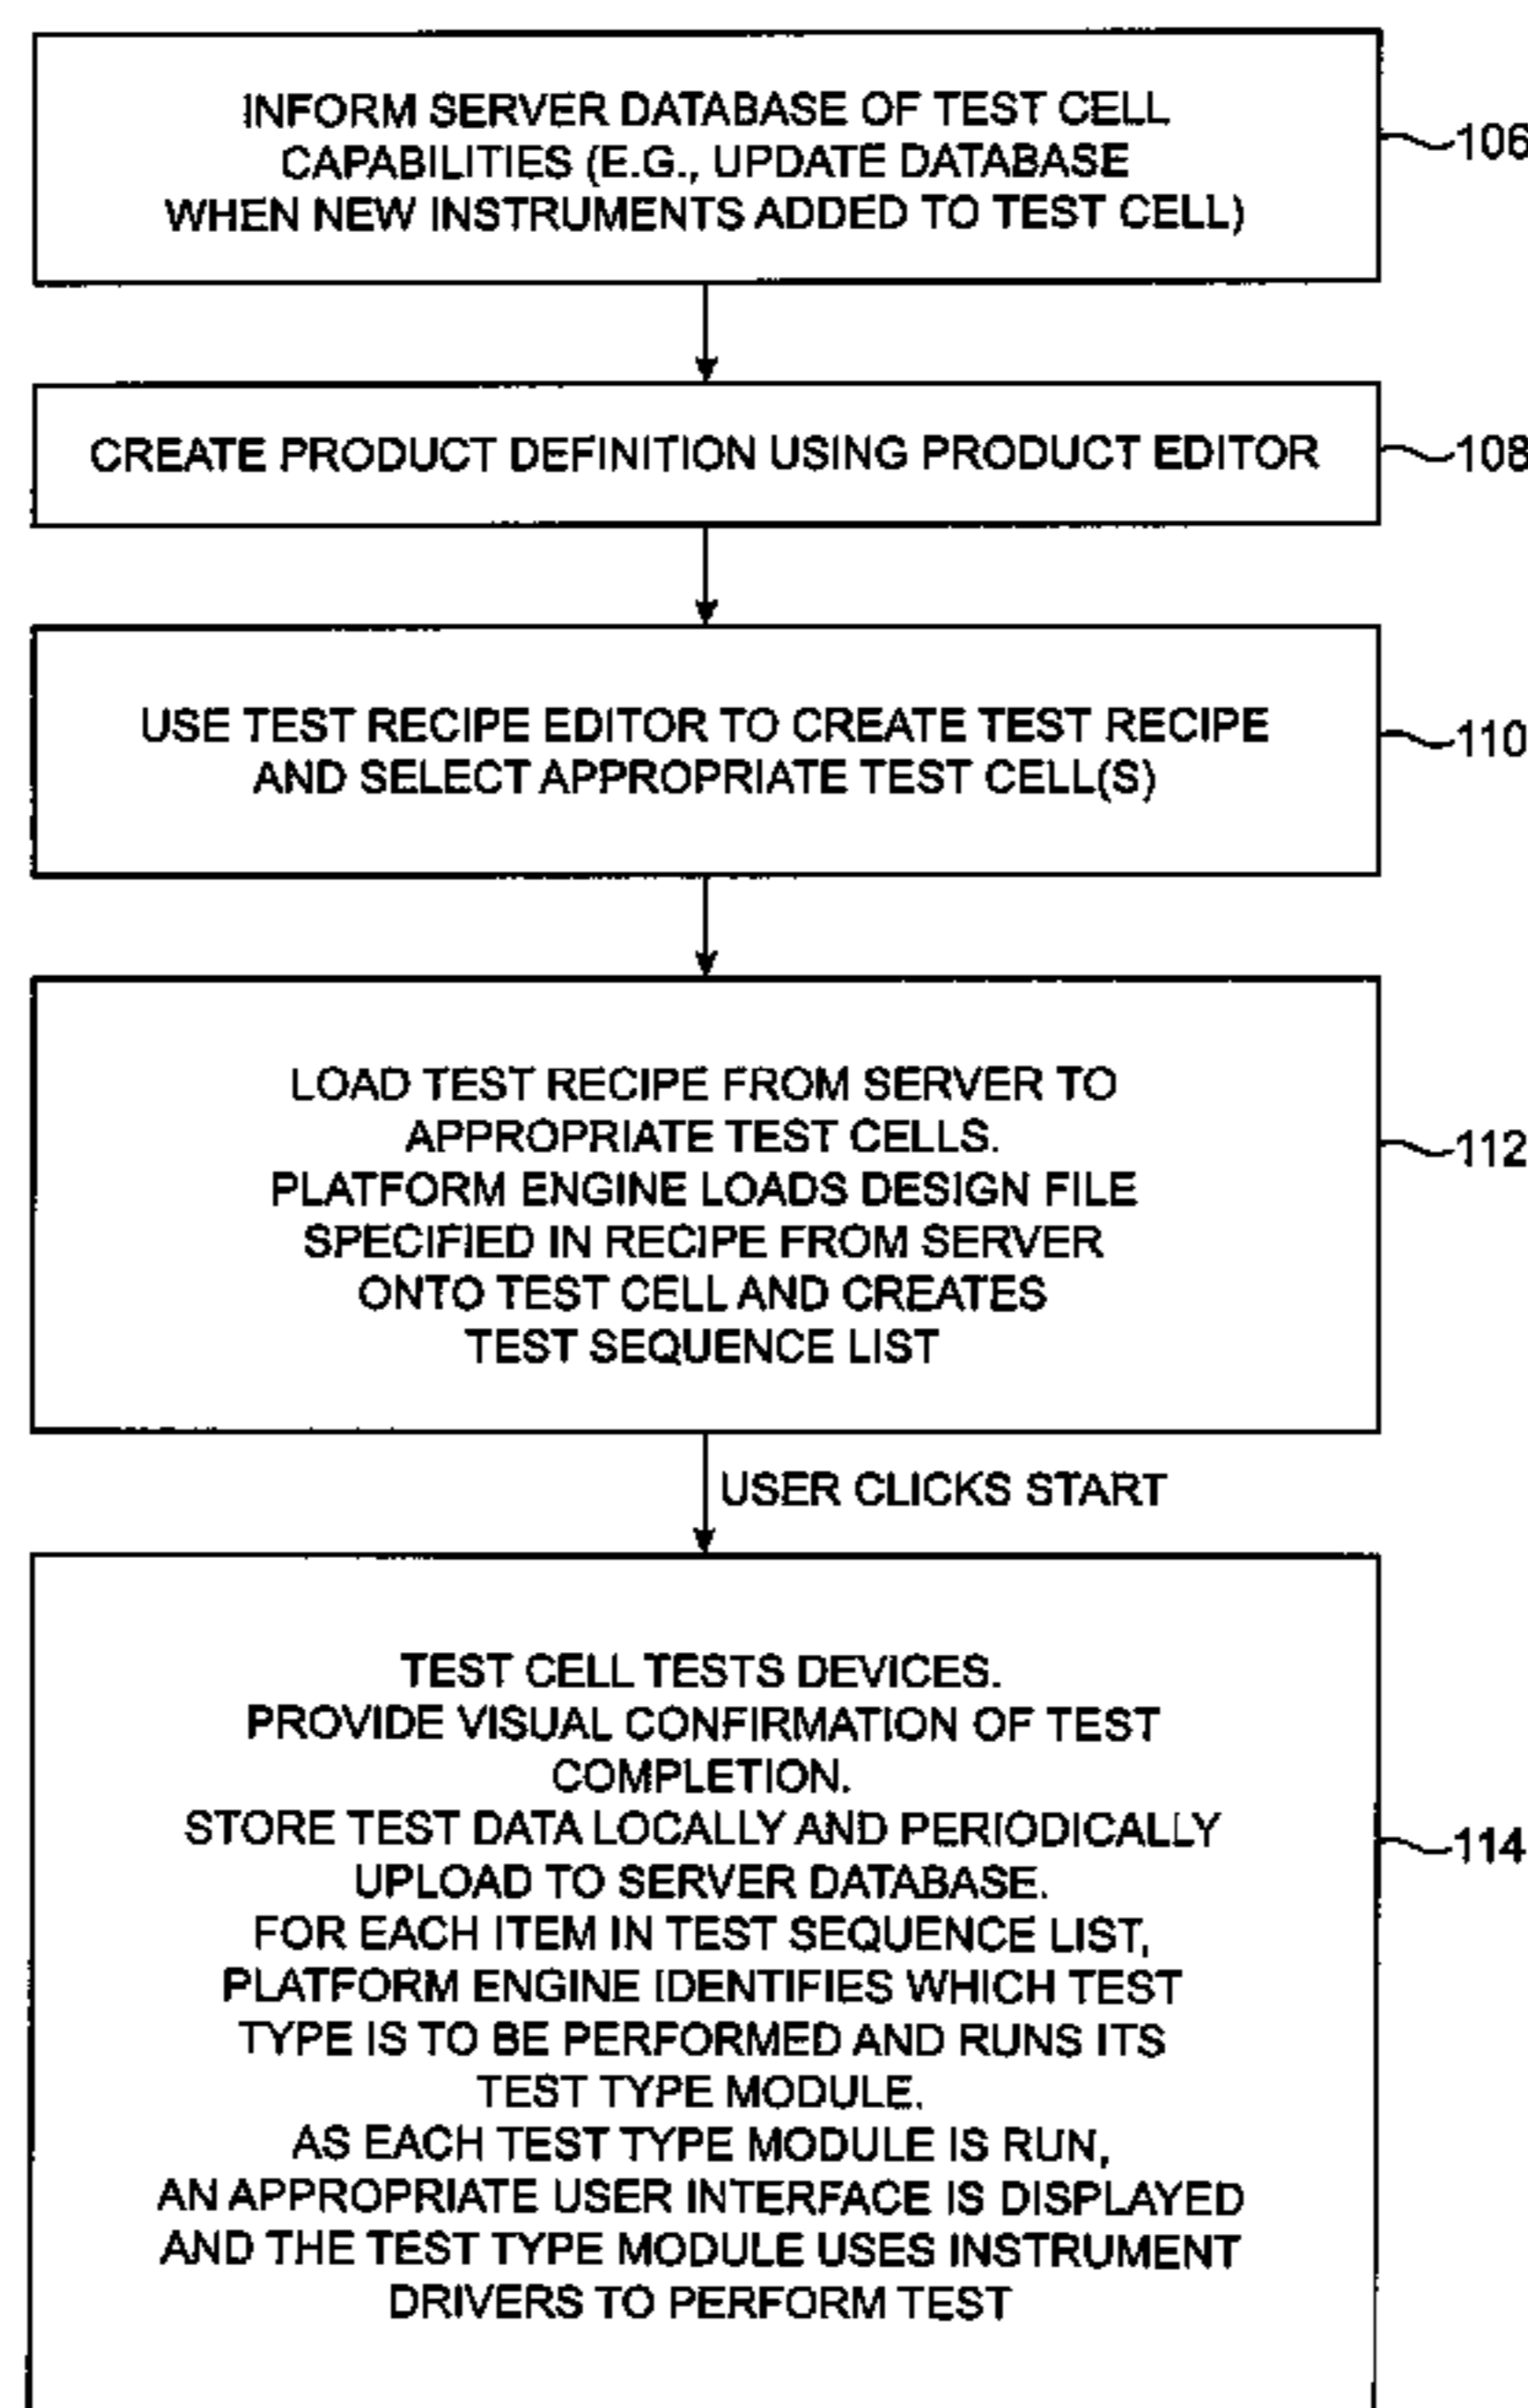 INFORM SERVER DATABASE OF TEST CELL
CAPABILITIES (E.G., UPDATE DATABASE
WHEN NEW INSTRUMENTS ADDED TO TEST CELL)
106
CREATE PRODUCT DEFINITION USING PRODUCT EDITOR
108
USE TEST RECIPE EDITOR TO CREATE TEST RECIPE
AND SELECT APPROPRIATE TEST CELL(S)
110
LOAD TEST RECIPE FROM SERVER TO
APPROPRIATE TEST CELLS.
PLATFORM ENGINE LOADS DESIGN FILE
SPECIFIED IN RECIPE FROM SERVER
ONTO TEST CELL AND CREATES
TEST SEQUENCE LIST
112
USER CLICKS START
TEST CELL TESTS DEVICES.
PROVIDE VISUAL CONFIRMATION OF TEST
COMPLETION.
STORE TEST DATA LOCALLY AND PERIODICALLY
UPLOAD TO SERVER DATABASE.
FOR EACH ITEM IN TEST SEQUENCE LIST,
PLATFORM ENGINE IDENTIFIES WHICH TEST
TYPE IS TO BE PERFORMED AND RUNS ITS
TEST TYPE MODULE.
AS EACH TEST TYPE MODULE IS RUN,
AN APPROPRIATE USER INTERFACE IS DISPLAYED
AND THE TEST TYPE MODULE USES INSTRUMENT
DRIVERS TO PERFORM TEST
114